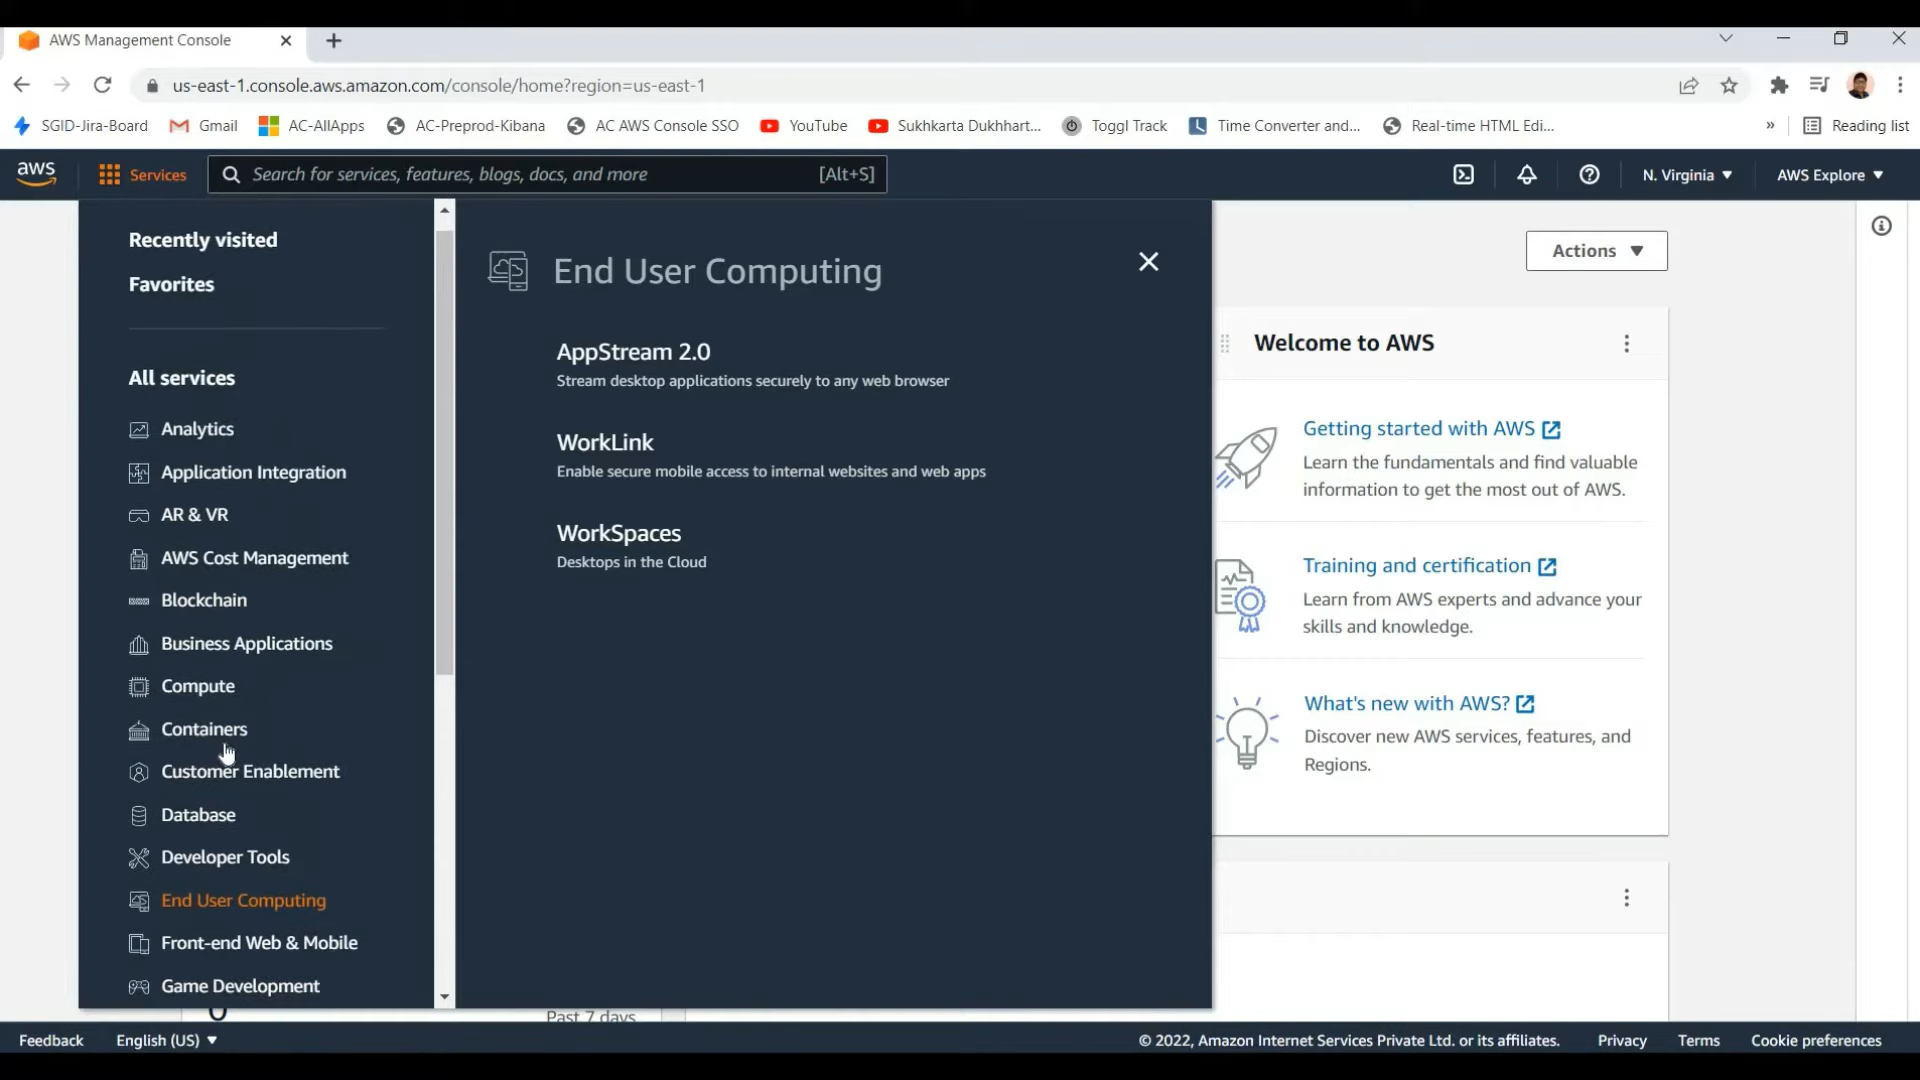 AWS Management Console
us-east-1.console.aws.amazon.com/console/home?region=us-east-1
SGID-Jira-Board
Gmail
AC-AllApps
AC-Preprod-Kibana
AC AWS Console SSO
YouTube
Sukhkarta Dukhhart...
Toggl Track
Time Converter and...
Real-time HTML Edi...
»
Reading list
aws
Services
Search for services, features, blogs, docs, and more
[Alt+S]
N. Virginia
AWS Explore
Recently visited
Favorites
All services
Analytics
Application Integration
AR & VR
AWS Cost Management
Blockchain
Business Applications
Compute
Containers
Customer Enablement
Database
Developer Tools
End User Computing
Front-end Web & Mobile
Game Development
End User Computing
AppStream 2.0
Stream desktop applications securely to any web browser
WorkLink
Enable secure mobile access to internal websites and web apps
WorkSpaces
Desktops in the Cloud
Actions
Welcome to AWS
Getting started with AWS
Learn the fundamentals and find valuable
information to get the most out of AWS.
Training and certification
Learn from AWS experts and advance your
skills and knowledge.
What's new with AWS?
Discover new AWS services, features, and
Regions.
Past 7 days
Feedback
English (US)
© 2022, Amazon Internet Services Private Ltd. or its affiliates.
Privacy
Terms
Cookie preferences